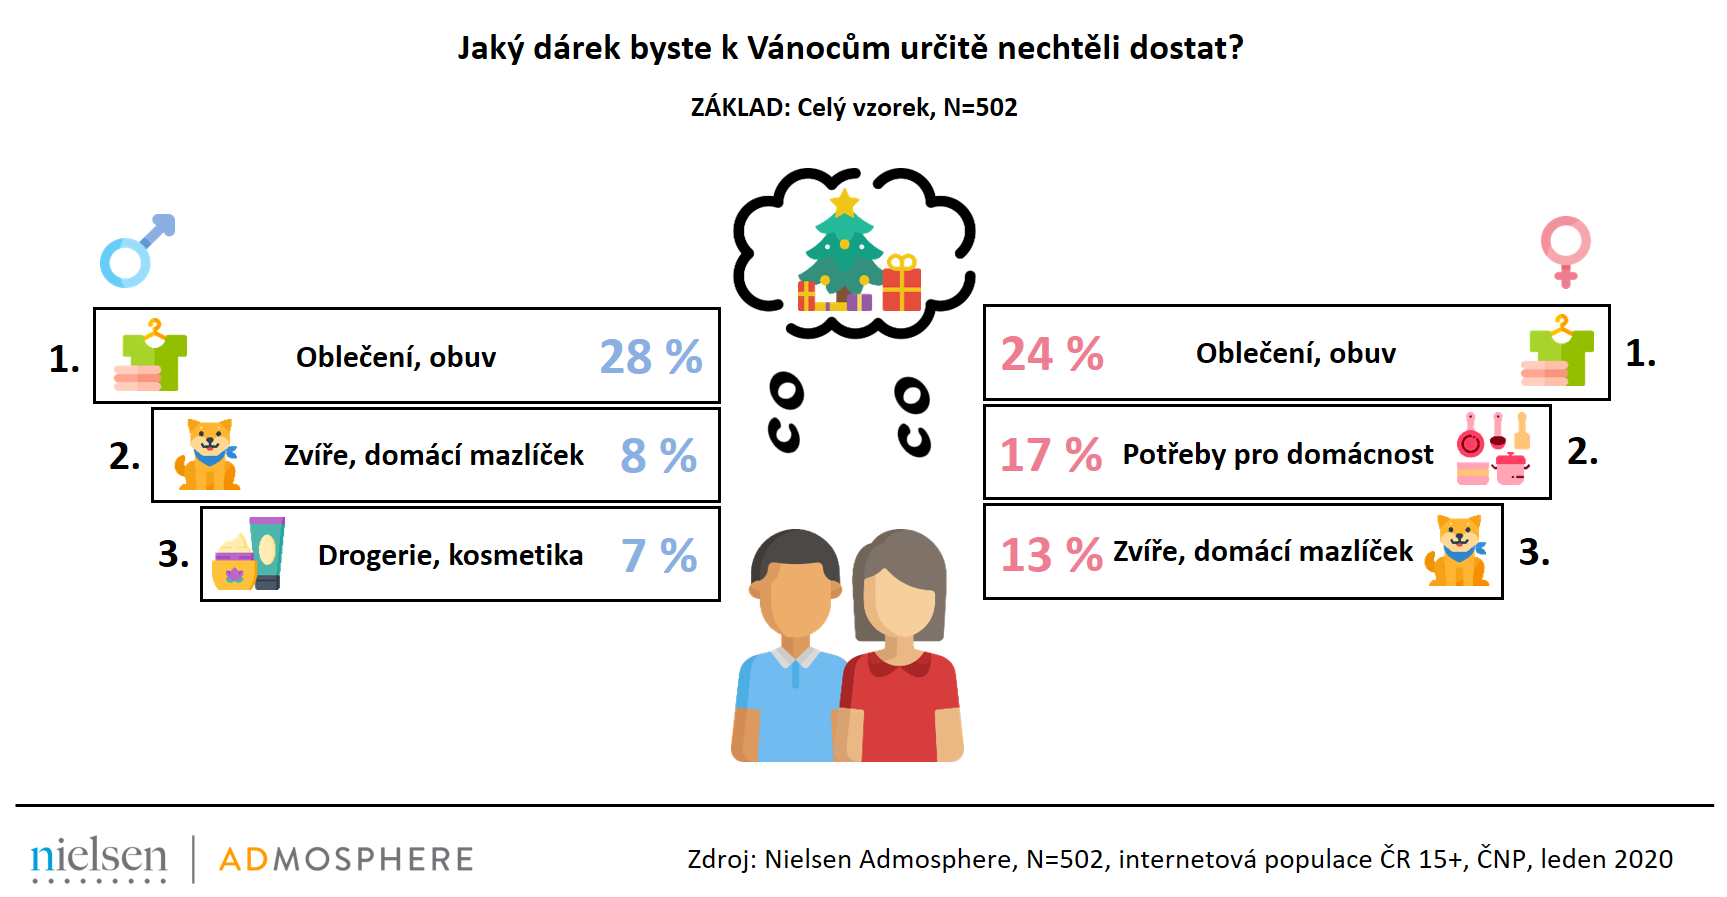 Jaký dárek byste k Vánocům určitě nechtěli dostat?
ZÁKLAD: Celý vzorek, N=502
1. Oblečení, obuv 28 %
2. Zvíře, domácí mazlíček 8 %
3. Drogerie, kosmetika 7 %
24 % Oblečení, obuv 1.
17 % Potřeby pro domácnost 2.
13 % Zvíře, domácí mazlíček 3.
nielsen | ADMOSPHERE
Zdroj: Nielsen Admosphere, N=502, internetová populace ČR 15+, ČNP, leden 2020